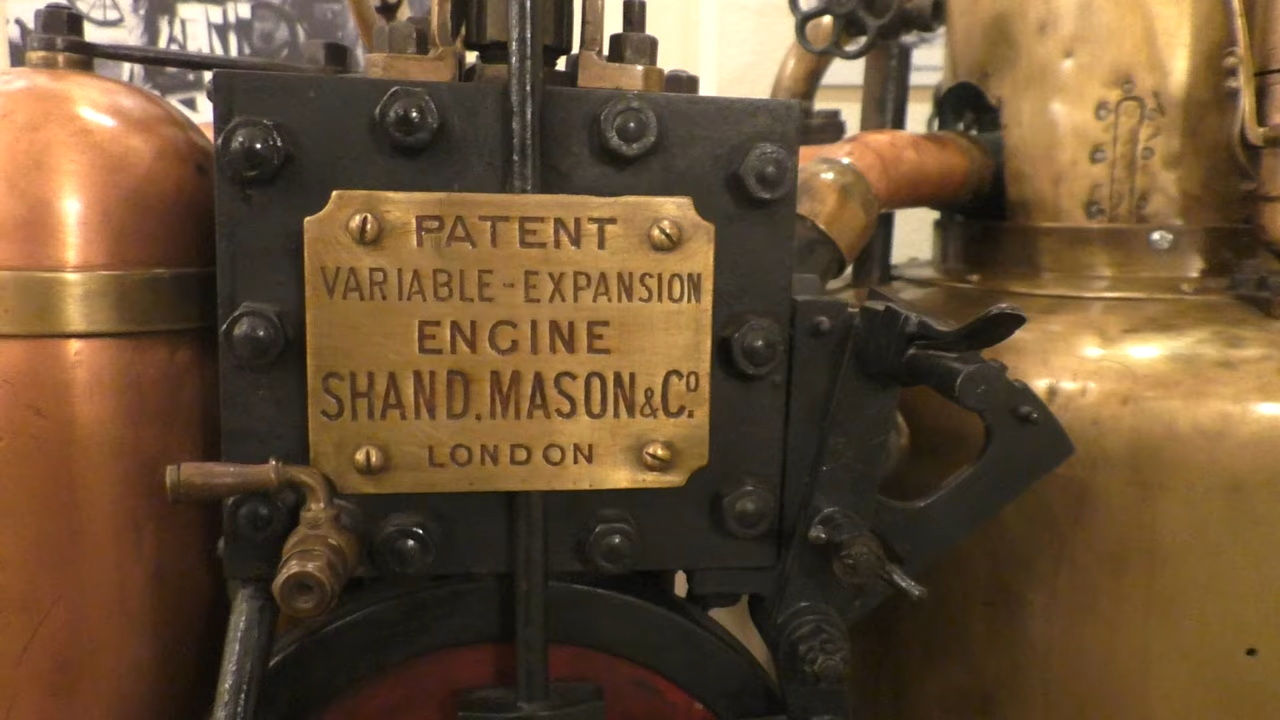 PATENT
VARIABLE-EXPANSION
ENGINE
SHAND, MASON & Cº.
LONDON